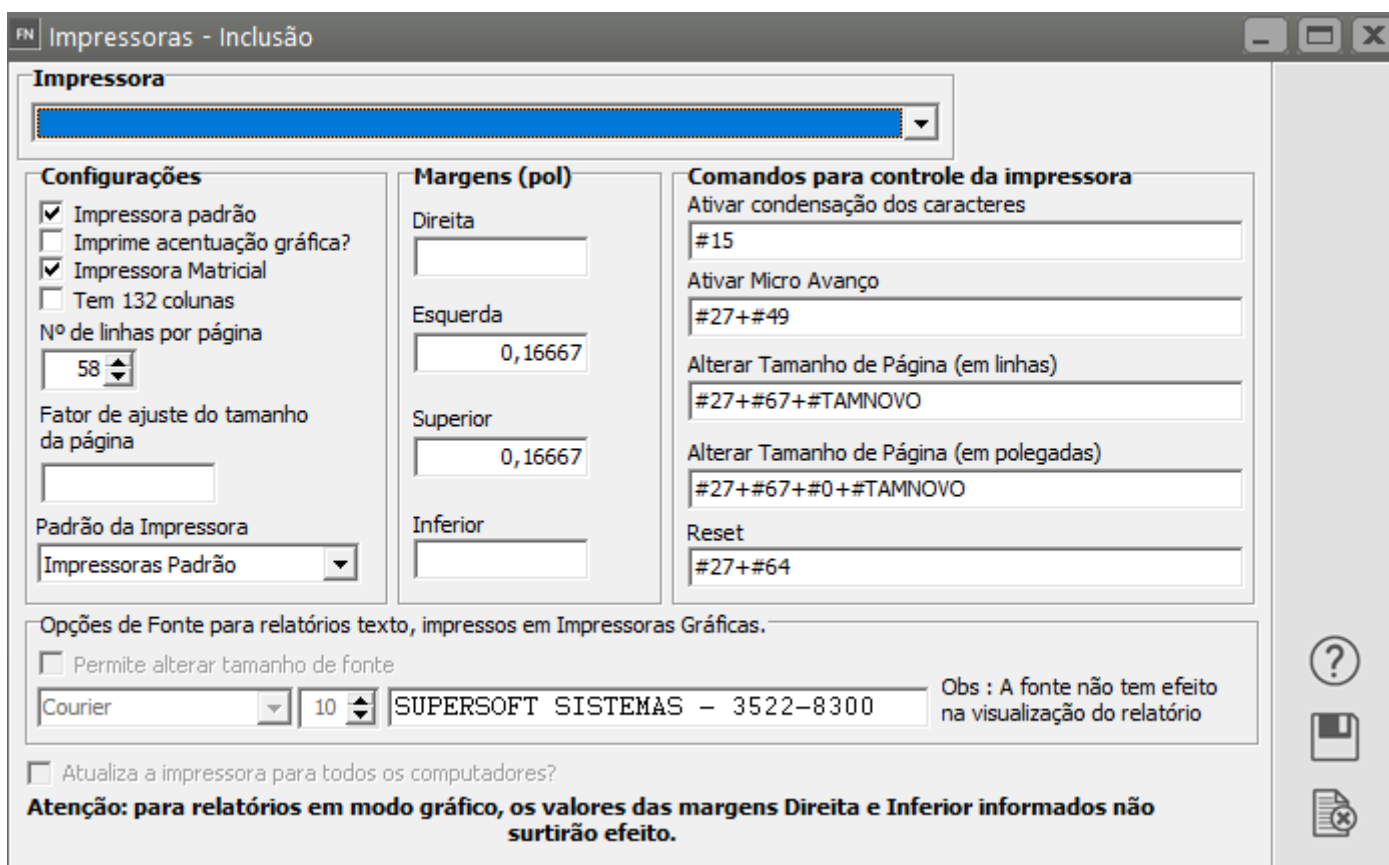 FN Impressoras - Inclusão
Impressora
Configurações
Impressora padrão
Imprime acentuação gráfica?
Impressora Matricial
Tem 132 colunas
Nº de linhas por página
58
Fator de ajuste do tamanho
da página
Padrão da Impressora
Impressoras Padrão
Margens (pol)
Direita
Esquerda
0,16667
Superior
0,16667
Inferior
Comandos para controle da impressora
Ativar condensação dos caracteres
#15
Ativar Micro Avanço
#27+#49
Alterar Tamanho de Página (em linhas)
#27+#67+#TAMNOVO
Alterar Tamanho de Página (em polegadas)
#27+#67+#0+#TAMNOVO
Reset
#27+#64
Opções de Fonte para relatórios texto, impressos em Impressoras Gráficas.
Permite alterar tamanho de fonte
Courier 10 SUPERSOFT SISTEMAS - 3522-8300
Obs : A fonte não tem efeito
na visualização do relatório
Atualiza a impressora para todos os computadores?
Atenção: para relatórios em modo gráfico, os valores das margens Direita e Inferior informados não
surtirão efeito.